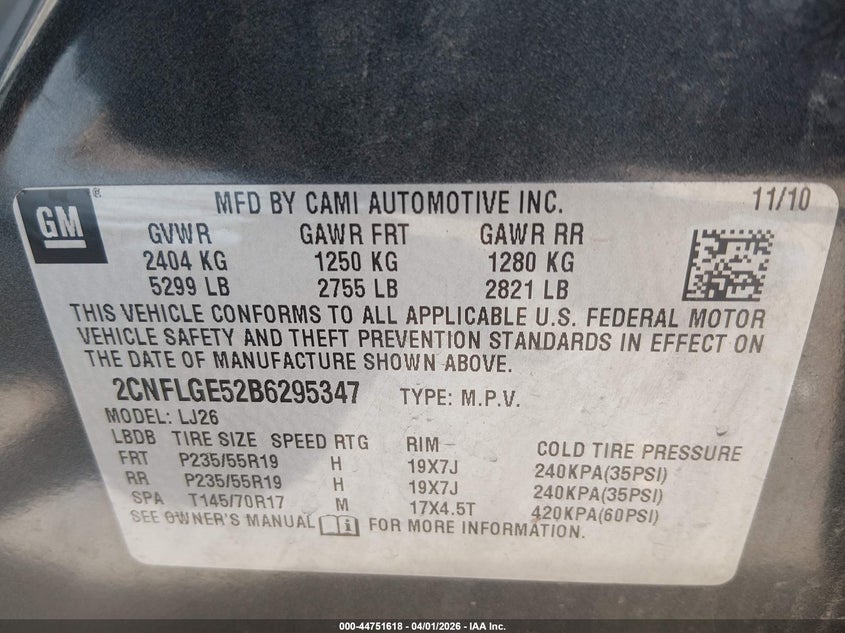 GM ®
MFD BY CAMI AUTOMOTIVE INC. 11/10
GVWR GAWR FRT GAWR RR
2404 KG 1250 KG 1280 KG
5299 LB 2755 LB 2821 LB
THIS VEHICLE CONFORMS TO ALL APPLICABLE U.S. FEDERAL MOTOR
VEHICLE SAFETY AND THEFT PREVENTION STANDARDS IN EFFECT ON
THE DATE OF MANUFACTURE SHOWN ABOVE.
2CNFLGE52B6295347 TYPE: M.P.V.
MODEL: LJ26
LBDB TIRE SIZE SPEED RTG RIM COLD TIRE PRESSURE
FRT P235/55R19 H 19X7J 240KPA(35PSI)
RR P235/55R19 H 19X7J 240KPA(35PSI)
SPA T145/70R17 M 17X4.5T 420KPA(60PSI)
SEE OWNER'S MANUAL FOR MORE INFORMATION.
000-44751618 - 04/01/2026 - IAA Inc.